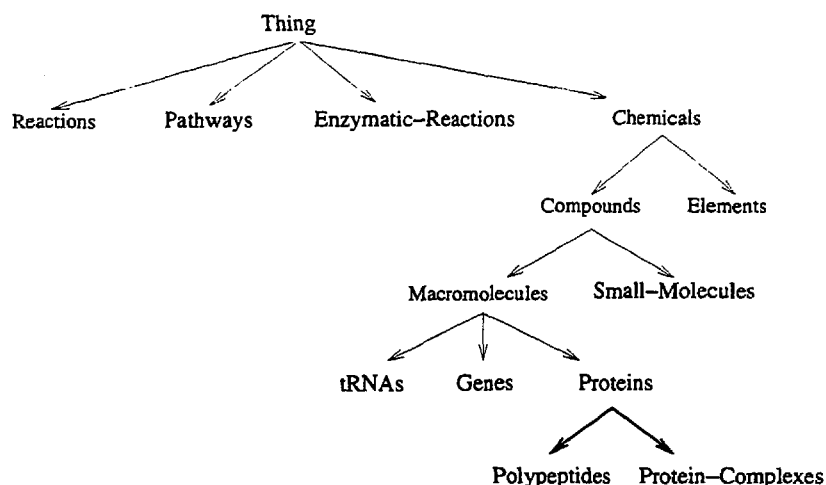 Thing
Reactions Pathways Enzymatic–Reactions Chemicals
Compounds Elements
Macromolecules Small–Molecules
tRNAs Genes Proteins
Polypeptides Protein–Complexes